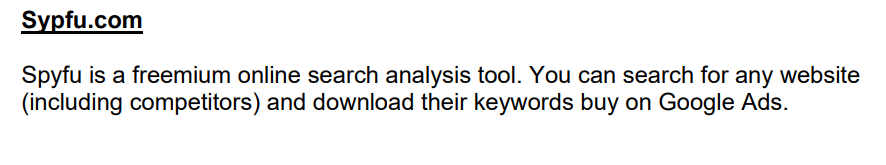 Sypfu.com
Spyfu is a freemium online search analysis tool. You can search for any website
(including competitors) and download their keywords buy on Google Ads.